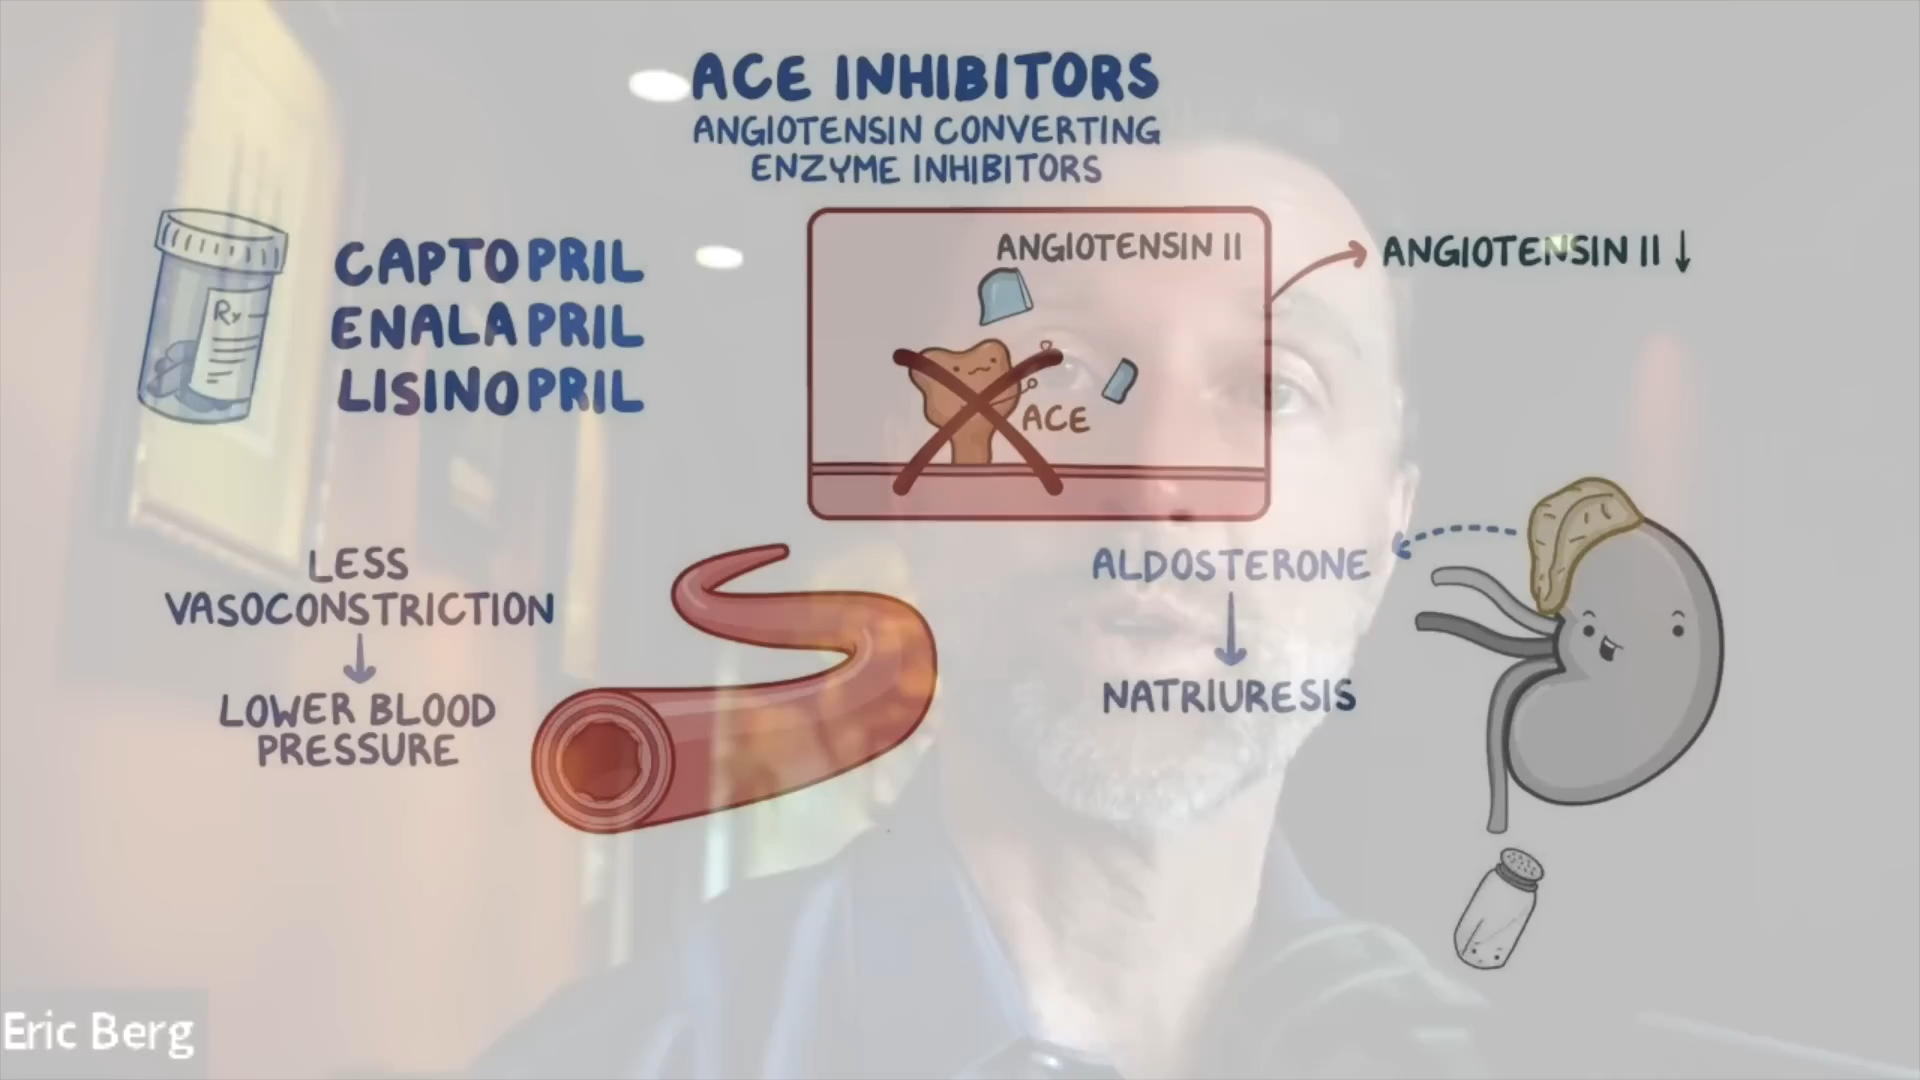 ACE INHIBITORS
ANGIOTENSIN CONVERTING
ENZYME INHIBITORS
CAPTOPRIL
ENALAPRIL
LISINOPRIL
Rx
ANGIOTENSIN II
ACE
ANGIOTENSIN II ↓
LESS
VASOCONSTRICTION
↓
LOWER BLOOD
PRESSURE
ALDOSTERONE
↓
NATRIURESIS
Eric Berg